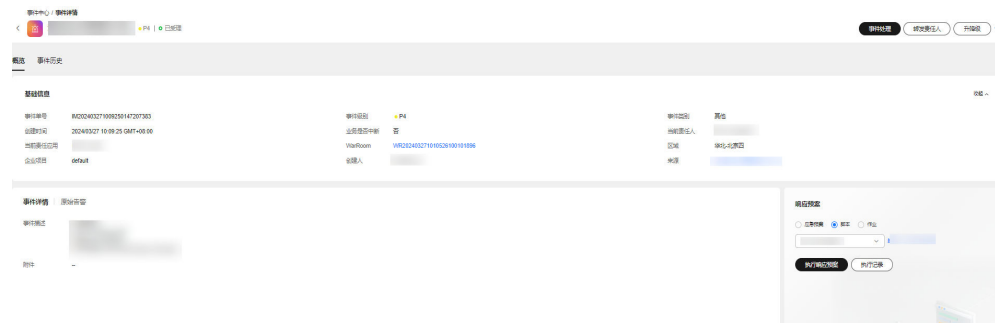 事件中心 / 事件详情
P4 已受理
事件处理 转发责任人 升降级
概览 事件历史
基础信息 收起
事件单号 IM202403271009250147207383 事件级别 P4 事件类别 其他
创建时间 2024/03/27 10:09:25 GMT+08:00 业务是否中断 否 当前责任人
当前责任应用 WarRoom WR20240327101052610010 1896 区域 华北-北京四
企业项目 default 创建人 来源
事件详情 原始告警 响应预案
事件描述 应急预案 脚本 作业
附件 -- 执行响应预案 执行记录